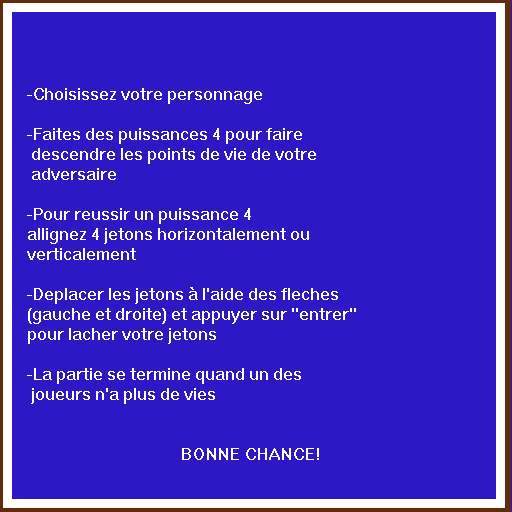 -Choisissez votre personnage
-Faites des puissances 4 pour faire
descendre les points de vie de votre
adversaire
-Pour reussir un puissance 4
allignez 4 jetons horizontalement ou
verticalement
-Deplacer les jetons à l'aide des fleches
(gauche et droite) et appuyer sur "entrer"
pour lacher votre jetons
-La partie se termine quand un des
joueurs n'a plus de vies
BONNE CHANCE!